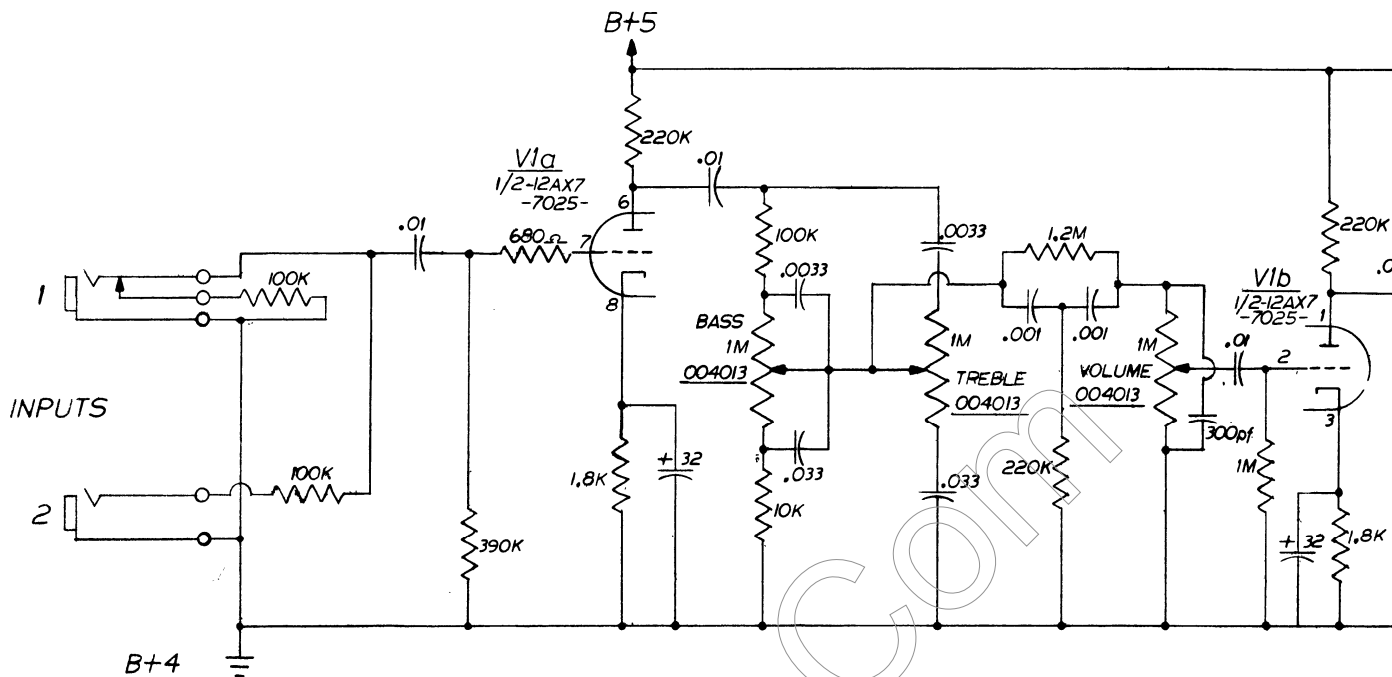 B+5
220K
.01
V1a
1/2-12AX7
-7025-
6
7
8
680Ω
.01
100K
.0033
.0033
1.2M
.001
.001
220K
V1b
1/2-12AX7
-7025-
1
2
3
.0
.01
1
100K
BASS
1M
004013
1M
TREBLE
004013
1M
VOLUME
004013
300pf
INPUTS
2
100K
390K
1.8K
+ 32
.033
10K
.033
220K
1M
+ 32
1.8K
B+4
Com